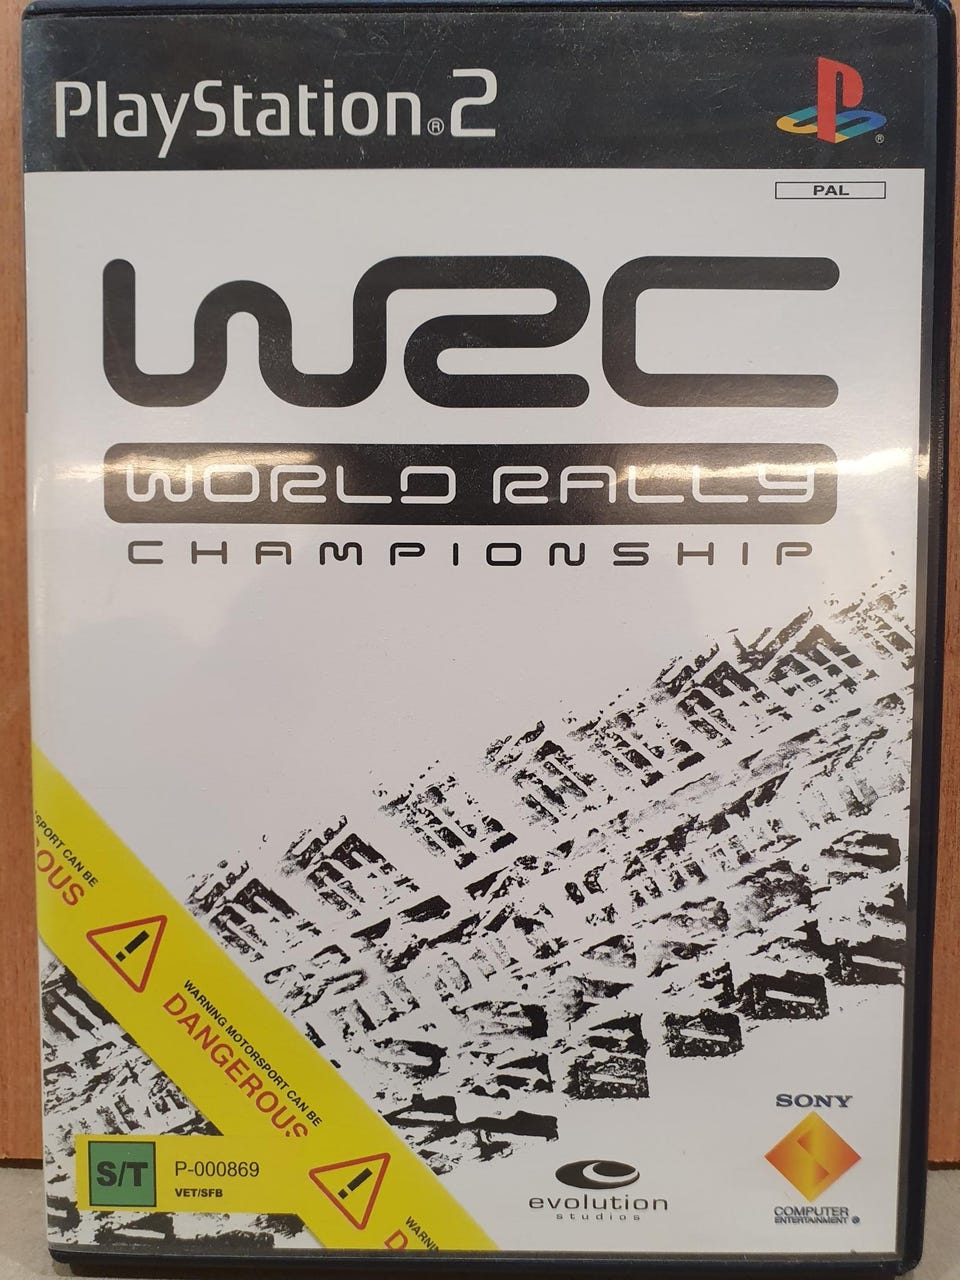 PlayStation®2
PAL
WRC
WORLD RALLY
CHAMPIONSHIP
SPORT CAN BE
OUS
!
WARNING MOTORSPORT CAN BE
DANGEROUS
!
WARNIN
D
S/T
P-000869
VET/SFB
evolution
studios
SONY
COMPUTER
ENTERTAINMENT ®